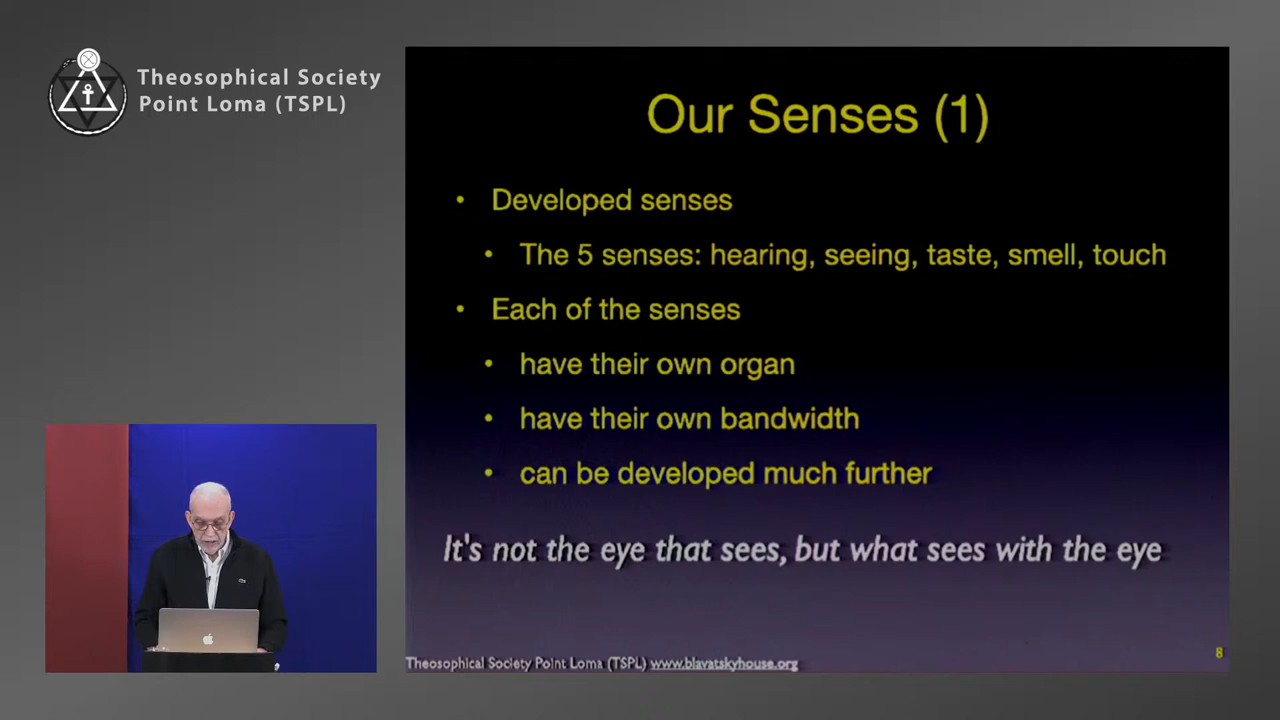 Theosophical Society
Point Loma (TSPL)
Our Senses (1)
• Developed senses
• The 5 senses: hearing, seeing, taste, smell, touch
• Each of the senses
• have their own organ
• have their own bandwidth
• can be developed much further
It's not the eye that sees, but what sees with the eye
Theosophical Society Point Loma (TSPL) www.blavatskyhouse.org
8